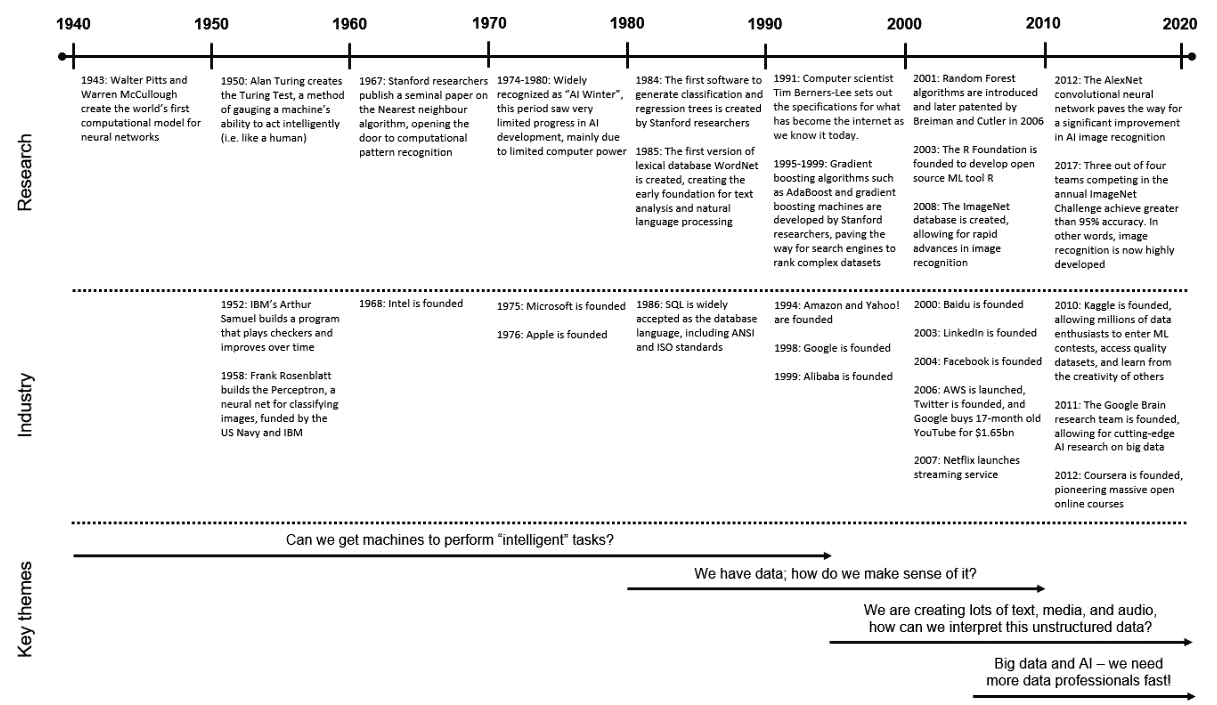 1940 1950 1960 1970 1980 1990 2000 2010 2020
Research
1943: Walter Pitts and
Warren McCullough
create the world's first
computational model for
neural networks
1950: Alan Turing creates
the Turing Test, a method
of gauging a machine's
ability to act intelligently
(i.e. like a human)
1967: Stanford researchers
publish a seminal paper on
the Nearest neighbour
algorithm, opening the
door to computational
pattern recognition
1974-1980: Widely
recognized as "AI Winter",
this period saw very
limited progress in AI
development, mainly due
to limited computer power
1984: The first software to
generate classification and
regression trees is created
by Stanford researchers
1985: The first version of
lexical database WordNet
is created, creating the
early foundation for text
analysis and natural
language processing
1991: Computer scientist
Tim Berners-Lee sets out
the specifications for what
has become the internet as
we know it today.
1995-1999: Gradient
boosting algorithms such
as AdaBoost and gradient
boosting machines are
developed by Stanford
researchers, paving the
way for search engines to
rank complex datasets
2001: Random Forest
algorithms are introduced
and later patented by
Breiman and Cutler in 2006
2003: The R Foundation is
founded to develop open
source ML tool R
2008: The ImageNet
database is created,
allowing for rapid
advances in image
recognition
2012: The AlexNet
convolutional neural
network paves the way for
a significant improvement
in AI image recognition
2017: Three out of four
teams competing in the
annual ImageNet
Challenge achieve greater
than 95% accuracy. In
other words, image
recognition is now highly
developed
Industry
1952: IBM's Arthur
Samuel builds a program
that plays checkers and
improves over time
1958: Frank Rosenblatt
builds the Perceptron, a
neural net for classifying
images, funded by the
US Navy and IBM
1968: Intel is founded
1975: Microsoft is founded
1976: Apple is founded
1986: SQL is widely
accepted as the database
language, including ANSI
and ISO standards
1994: Amazon and Yahoo!
are founded
1998: Google is founded
1999: Alibaba is founded
2000: Baidu is founded
2003: LinkedIn is founded
2004: Facebook is founded
2006: AWS is launched,
Twitter is founded, and
Google buys 17-month old
YouTube for $1.65bn
2007: Netflix launches
streaming service
2010: Kaggle is founded,
allowing millions of data
enthusiasts to enter ML
contests, access quality
datasets, and learn from
the creativity of others
2011: The Google Brain
research team is founded,
allowing for cutting-edge
AI research on big data
2012: Coursera is founded,
pioneering massive open
online courses
Key themes
Can we get machines to perform "intelligent" tasks?
We have data; how do we make sense of it?
We are creating lots of text, media, and audio,
how can we interpret this unstructured data?
Big data and AI – we need
more data professionals fast!